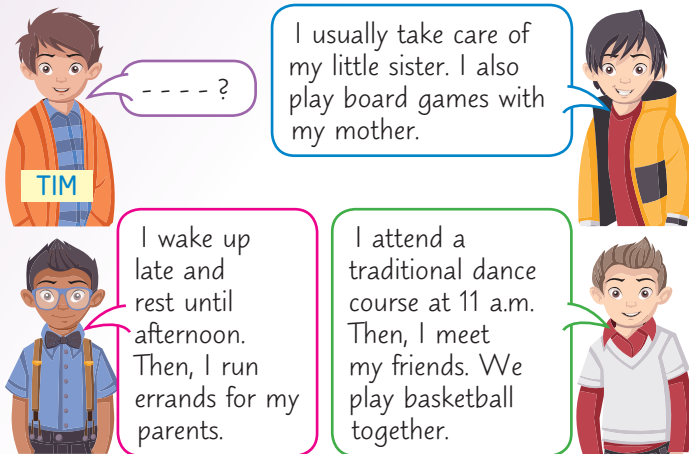 - - - - ?
TIM
I usually take care of
my little sister. I also
play board games with
my mother.
I wake up
late and
rest until
afternoon.
Then, I run
errands for my
parents.
I attend a
traditional dance
course at 11 a.m.
Then, I meet
my friends. We
play basketball
together.